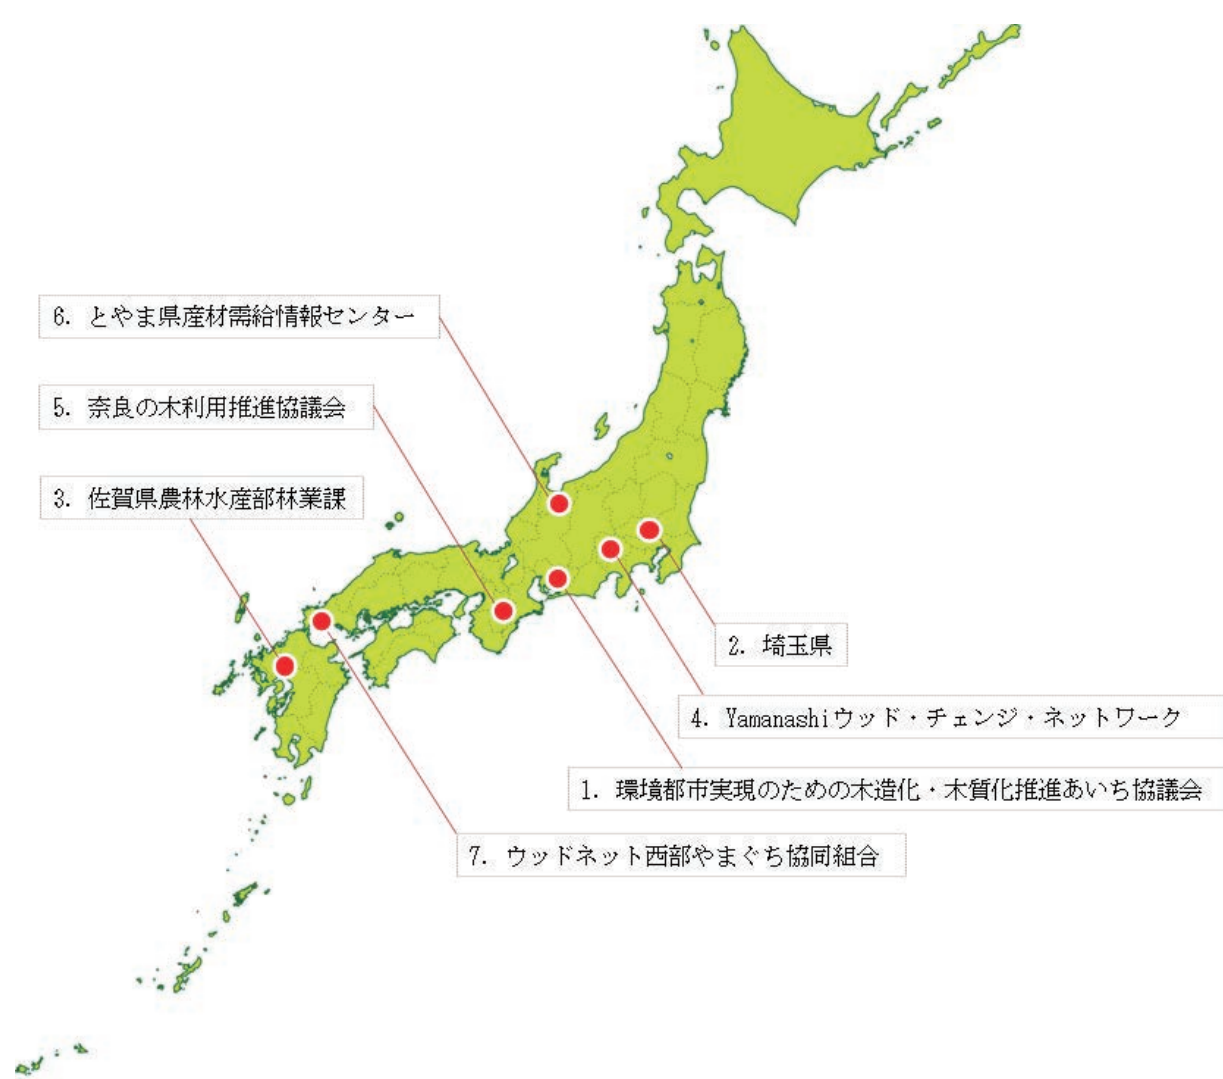 6. とやま県産材需給情報センター
5. 奈良の木利用推進協議会
3. 佐賀県農林水産部林業課
2. 埼玉県
4. Yamanashiウッド・チェンジ・ネットワーク
1. 環境都市実現のための木造化・木質化推進あいち協議会
7. ウッドネット西部やまぐち協同組合